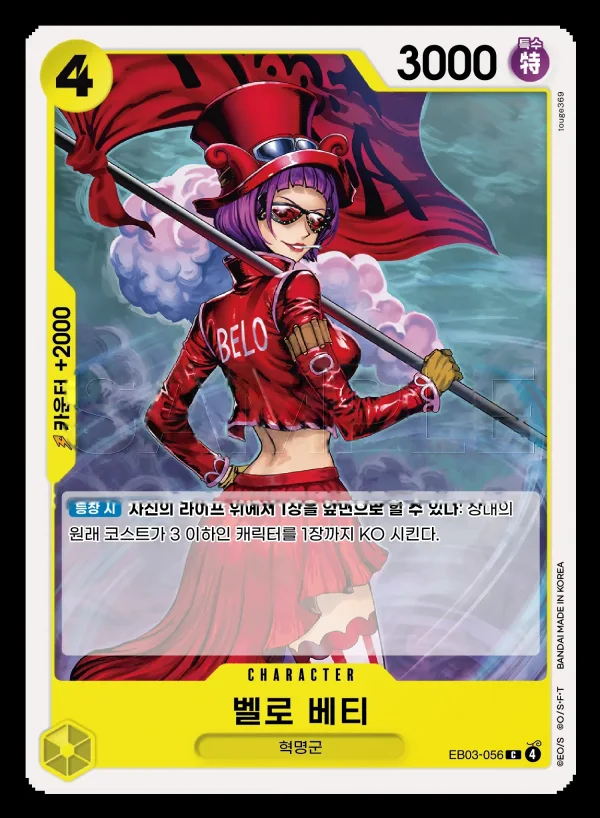 4
3000
특수
特
touge369
A
BELO
카운터 +2000
SAMPLE
등장 시 자신의 라이프 위에서 1장을 앞면으로 할 수 있다: 상대의
원래 코스트가 3 이하인 캐릭터를 1장까지 KO 시킨다.
BANDAI MADE IN KOREA
©EO/S ©O/S·F·T
CHARACTER
벨로 베티
혁명군
EB03-056 C 4